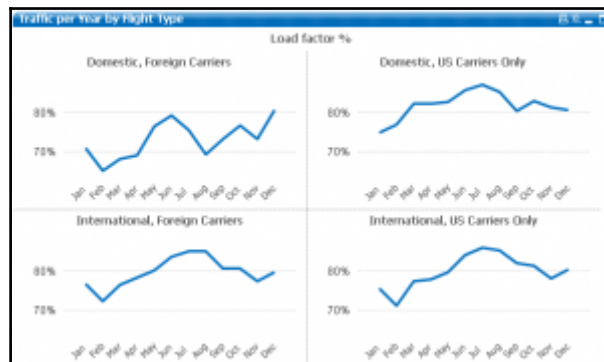 Traffic per Year by Flight Type
Load factor %
Domestic, Foreign Carriers
80%
70%
Jan Feb Mar Apr May Jun Jul Aug Sep Oct Nov Dec
Domestic, US Carriers Only
80%
70%
Jan Feb Mar Apr May Jun Jul Aug Sep Oct Nov Dec
International, Foreign Carriers
80%
70%
Jan Feb Mar Apr May Jun Jul Aug Sep Oct Nov Dec
International, US Carriers Only
80%
70%
Jan Feb Mar Apr May Jun Jul Aug Sep Oct Nov Dec